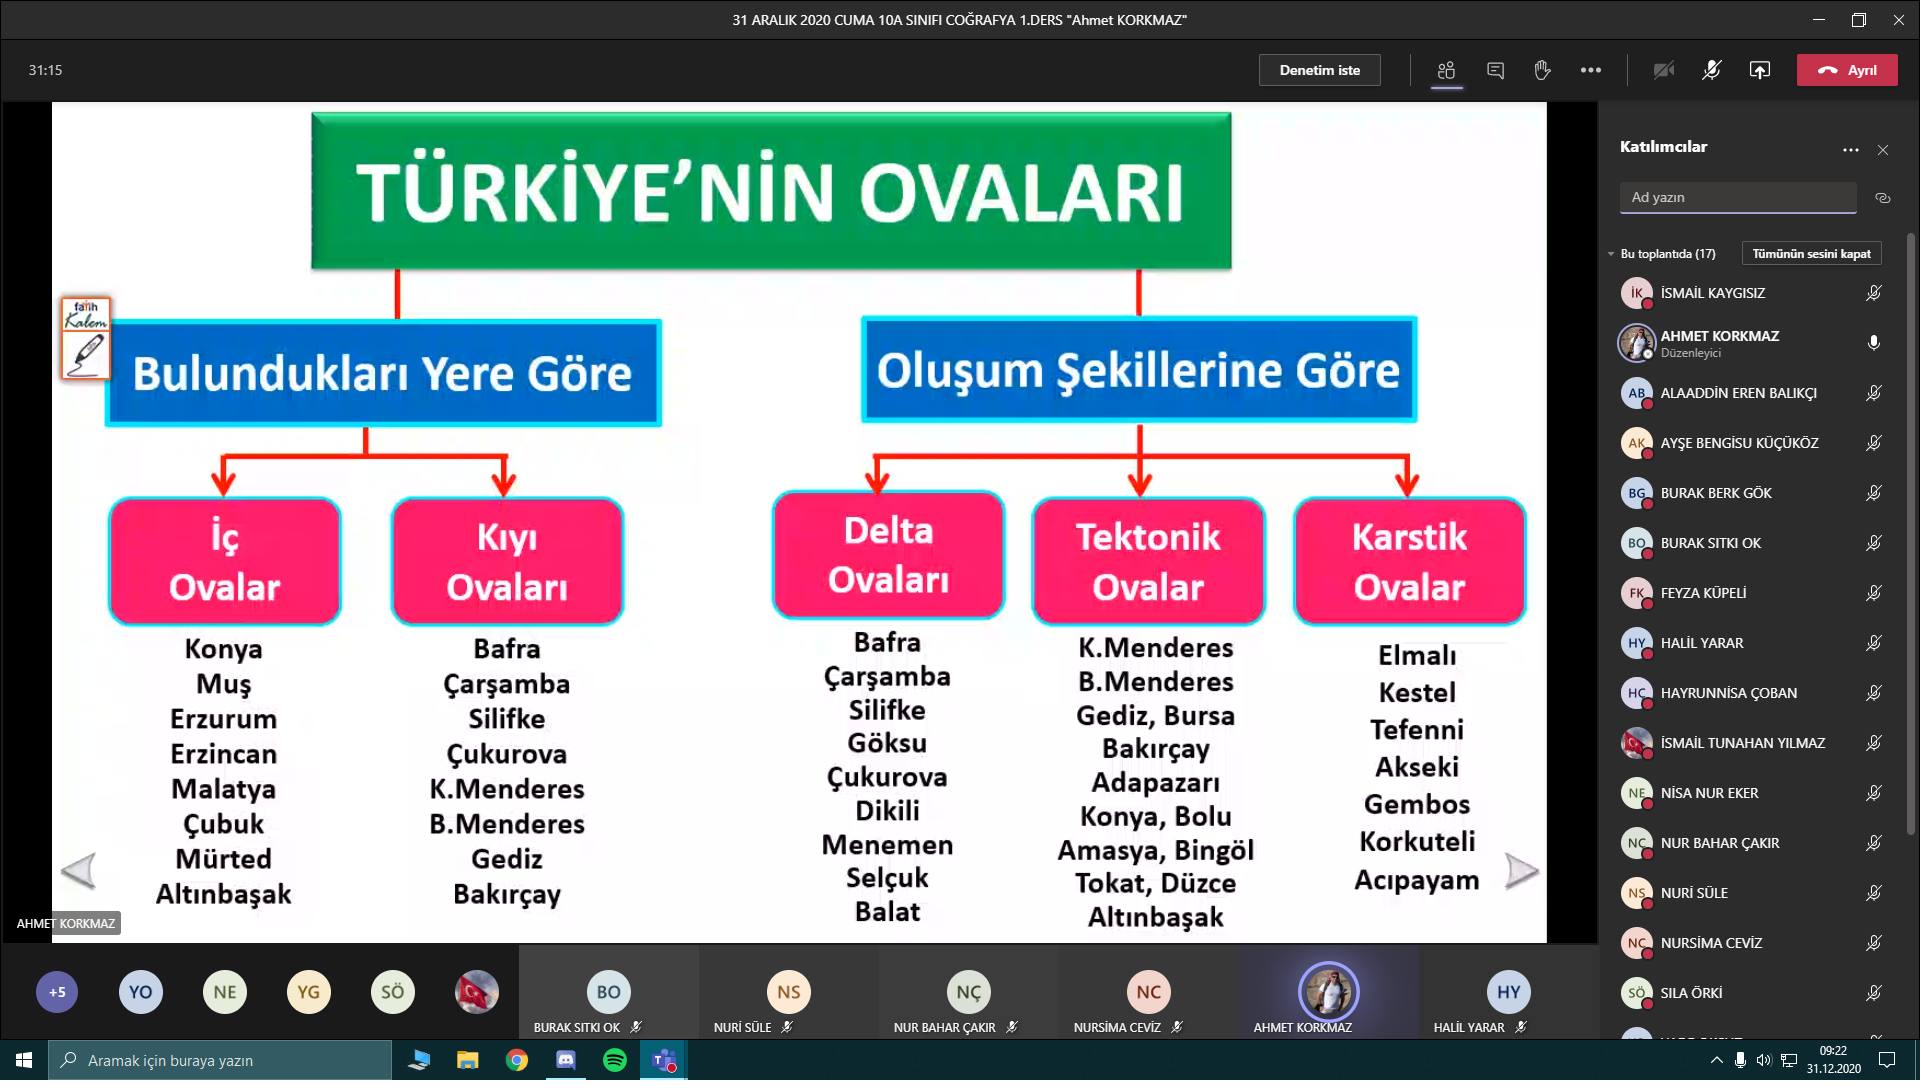 31 ARALIK 2020 CUMA 10A SINIFI COĞRAFYA 1.DERS "Ahmet KORKMAZ"
31:15
Denetim iste
Ayrıl
TÜRKİYE'NİN OVALARI
fatih
Kalem
Bulundukları Yere Göre
Oluşum Şekillerine Göre
İç
Ovalar
Konya
Muş
Erzurum
Erzincan
Malatya
Çubuk
Mürted
Altınbaşak
Kıyı
Ovaları
Bafra
Çarşamba
Silifke
Çukurova
K.Menderes
B.Menderes
Gediz
Bakırçay
Delta
Ovaları
Bafra
Çarşamba
Silifke
Göksu
Çukurova
Dikili
Menemen
Selçuk
Balat
Tektonik
Ovalar
K.Menderes
B.Menderes
Gediz, Bursa
Bakırçay
Adapazarı
Konya, Bolu
Amasya, Bingöl
Tokat, Düzce
Altınbaşak
Karstik
Ovalar
Elmalı
Kestel
Tefenni
Akseki
Gembos
Korkuteli
Acıpayam
AHMET KORKMAZ
Katılımcılar
Ad yazın
Bu toplantıda (17)
Tümünün sesini kapat
İK İSMAİL KAYGISIZ
AHMET KORKMAZ
Düzenleyici
AB ALAADDİN EREN BALIKÇI
AK AYŞE BENGİSU KÜÇÜKÖZ
BG BURAK BERK GÖK
BO BURAK SITKI OK
FK FEYZA KÜPELİ
HY HALİL YARAR
HC HAYRUNNİSA ÇOBAN
İSMAİL TUNAHAN YILMAZ
NE NİSA NUR EKER
NÇ NUR BAHAR ÇAKIR
NS NURİ SÜLE
NC NURSİMA CEVİZ
SÖ SILA ÖRKİ
+5
YO
NE
YG
SÖ
BO
BURAK SITKI OK
NS
NURİ SÜLE
NÇ
NUR BAHAR ÇAKIR
NC
NURSİMA CEVİZ
AHMET KORKMAZ
HY
HALİL YARAR
Aramak için buraya yazın
09:22
31.12.2020